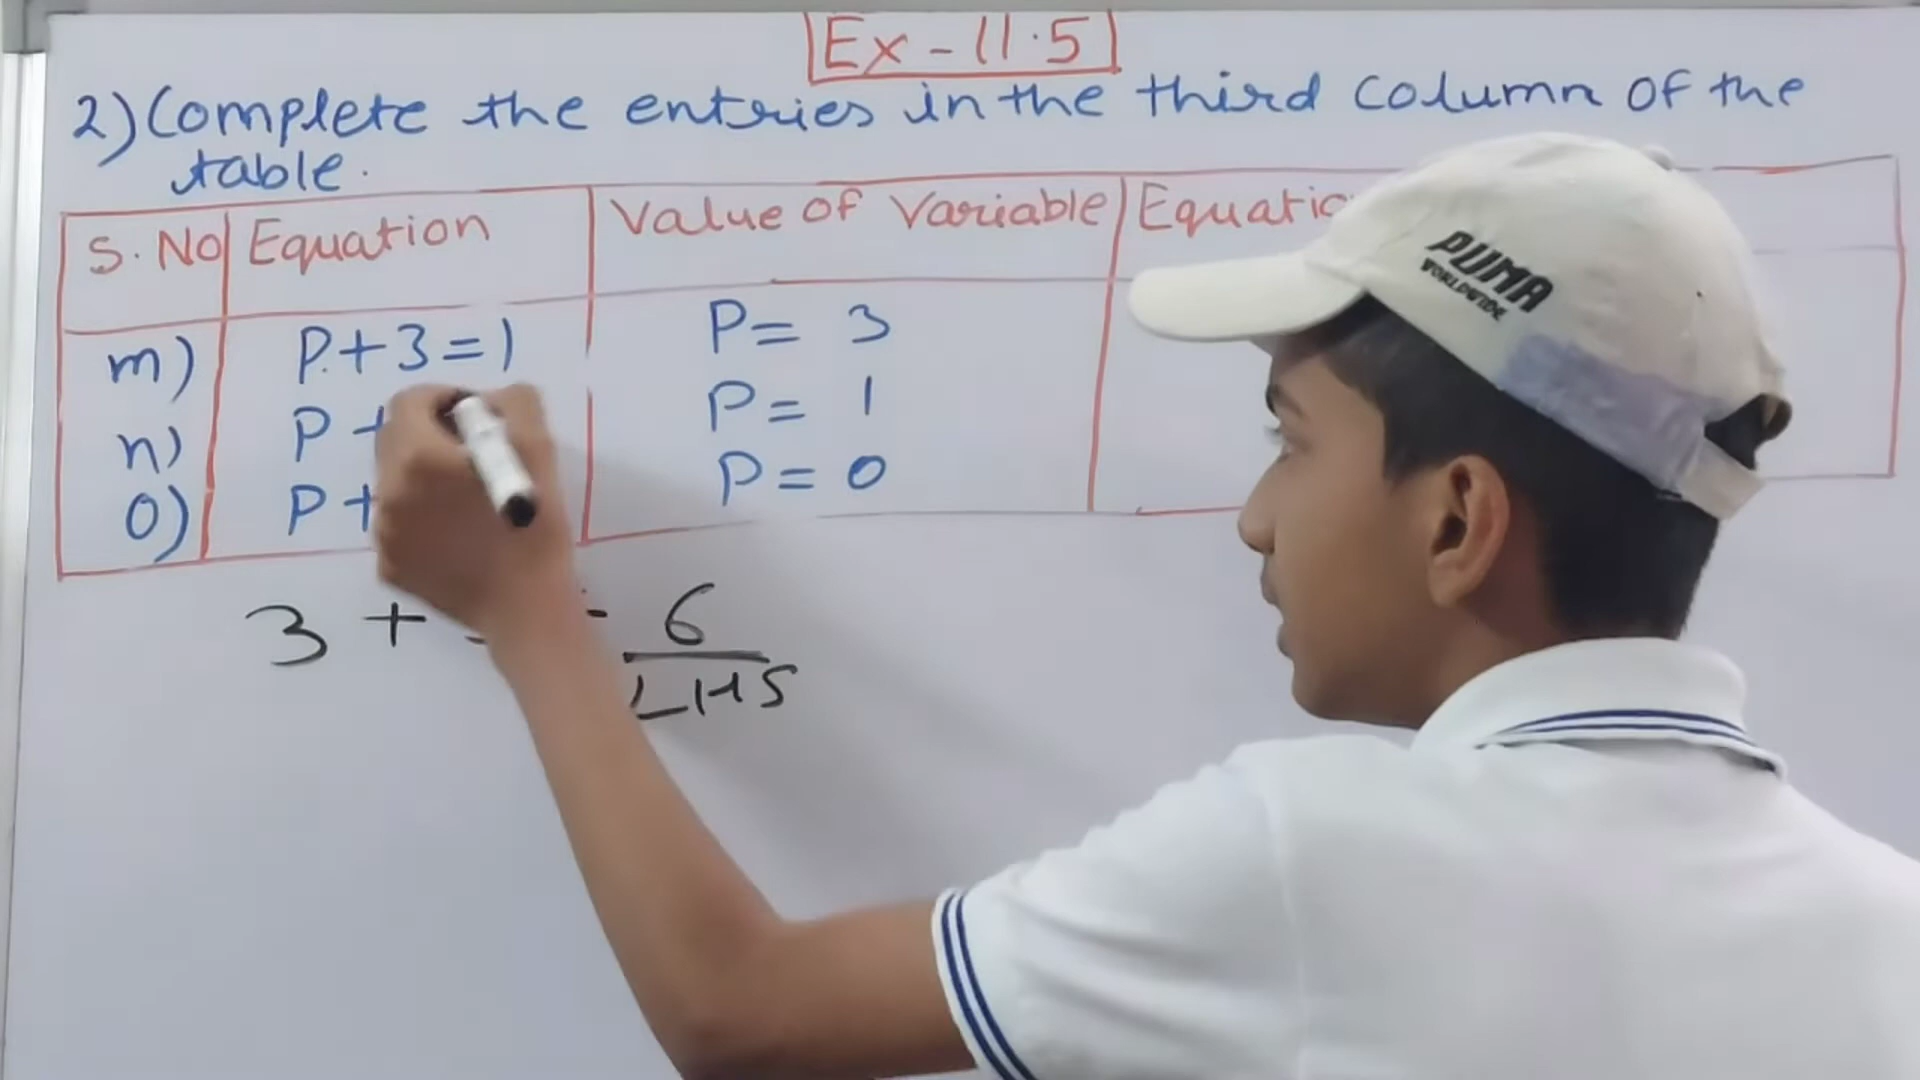 Ex - 11.5
2) Complete the entries in the third column of the
table.
S. No Equation Value of Variable Equatio
m) P + 3 = 1 P = 3
n) P + P = 1
o) P + P = 0
3 + = 6
LHS
PUMA
WORLDWIDE